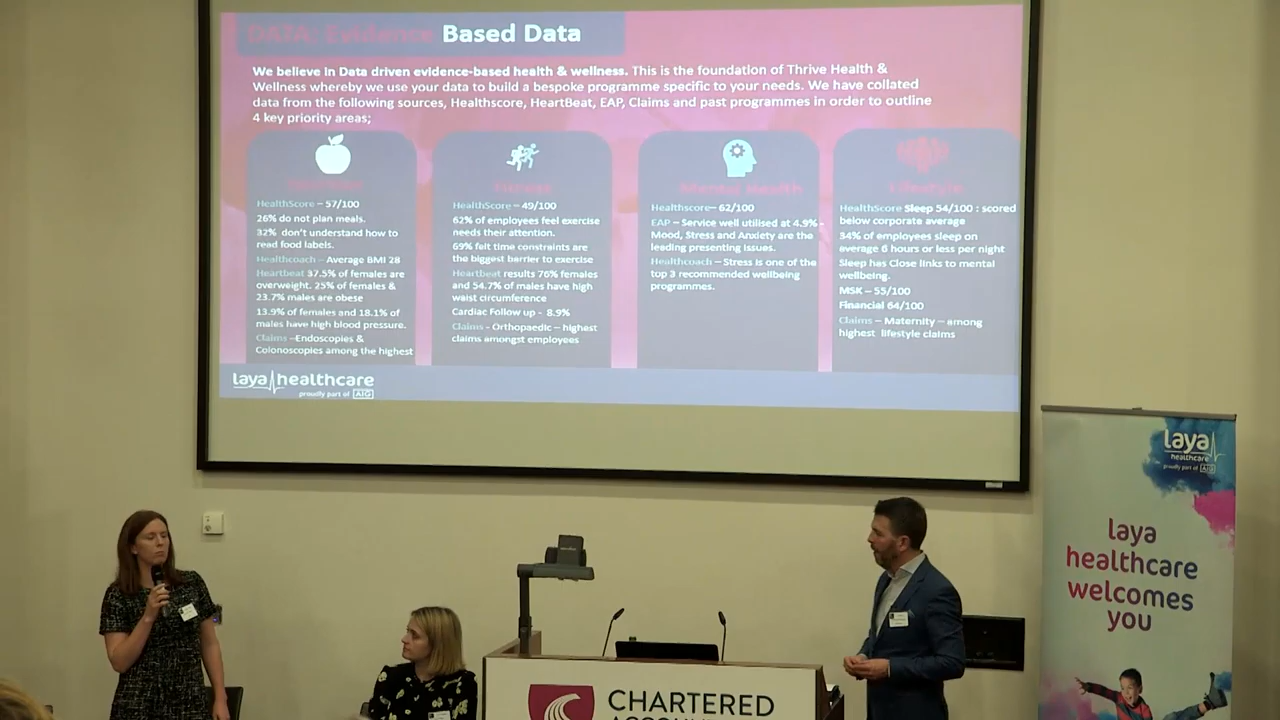 DATA: Evidence Based Data
We believe in Data driven evidence-based health & wellness. This is the foundation of Thrive Health &
Wellness whereby we use your data to build a bespoke programme specific to your needs. We have collated
data from the following sources, Healthscore, HeartBeat, EAP, Claims and past programmes in order to outline
4 key priority areas;
HealthScore – 57/100
26% do not plan meals.
32% don't understand how to
read food labels.
Healthcoach – Average BMI 28
Heartbeat 37.5% of females are
overweight. 25% of females &
23.7% males are obese
13.9% of females and 18.1% of
males have high blood pressure.
Claims –Endoscopies &
Colonoscopies among the highest
Fitness
HealthScore – 49/100
62% of employees feel exercise
needs their attention.
69% felt time constraints are
the biggest barrier to exercise
Heartbeat results 76% females
and 54.7% of males have high
waist circumference
Cardiac Follow up - 8.9%
Claims - Orthopaedic – highest
claims amongst employees
Mental Health
Healthscore– 62/100
EAP – Service well utilised at 4.9% -
Mood, Stress and Anxiety are the
leading presenting issues.
Healthcoach – Stress is one of the
top 3 recommended wellbeing
programmes.
Lifestyle
HealthScore Sleep 54/100 : scored
below corporate average
34% of employees sleep on
average 6 hours or less per night
Sleep has Close links to mental
wellbeing.
MSK – 55/100
Financial 64/100
Claims – Maternity – among
highest lifestyle claims
laya healthcare
proudly part of AIG
laya
healthcare
proudly part of AIG
laya
healthcare
welcomes
you
CHARTERED